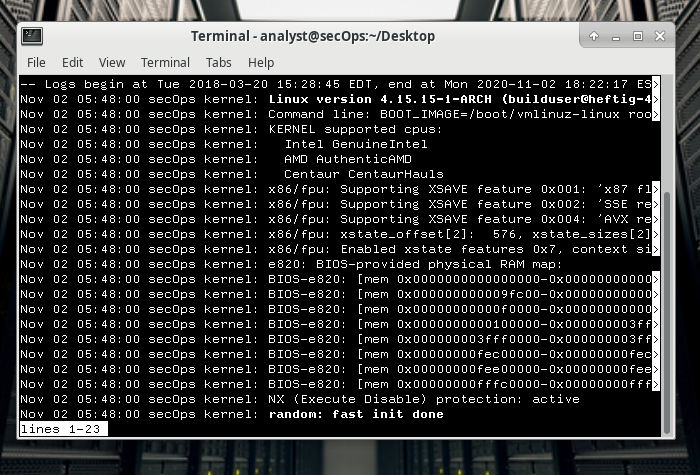 Terminal - analyst@secOps:~/Desktop
File Edit View Terminal Tabs Help
-- Logs begin at Tue 2018-03-20 15:28:45 EDT, end at Mon 2020-11-02 18:22:17 ES>
Nov 02 05:48:00 secOps kernel: Linux version 4.15.15-1-ARCH (builduser@heftig-4>
Nov 02 05:48:00 secOps kernel: Command line: BOOT_IMAGE=/boot/vmlinuz-linux roo>
Nov 02 05:48:00 secOps kernel: KERNEL supported cpus:
Nov 02 05:48:00 secOps kernel: Intel GenuineIntel
Nov 02 05:48:00 secOps kernel: AMD AuthenticAMD
Nov 02 05:48:00 secOps kernel: Centaur CentaurHauls
Nov 02 05:48:00 secOps kernel: x86/fpu: Supporting XSAVE feature 0x001: 'x87 fl>
Nov 02 05:48:00 secOps kernel: x86/fpu: Supporting XSAVE feature 0x002: 'SSE re>
Nov 02 05:48:00 secOps kernel: x86/fpu: Supporting XSAVE feature 0x004: 'AVX re>
Nov 02 05:48:00 secOps kernel: x86/fpu: xstate_offset[2]: 576, xstate_sizes[2]>
Nov 02 05:48:00 secOps kernel: x86/fpu: Enabled xstate features 0x7, context si>
Nov 02 05:48:00 secOps kernel: e820: BIOS-provided physical RAM map:
Nov 02 05:48:00 secOps kernel: BIOS-e820: [mem 0x0000000000000000-0x00000000000>
Nov 02 05:48:00 secOps kernel: BIOS-e820: [mem 0x000000000009fc00-0x00000000000>
Nov 02 05:48:00 secOps kernel: BIOS-e820: [mem 0x00000000000f0000-0x00000000000>
Nov 02 05:48:00 secOps kernel: BIOS-e820: [mem 0x0000000000100000-0x000000003ff>
Nov 02 05:48:00 secOps kernel: BIOS-e820: [mem 0x000000003fff0000-0x000000003ff>
Nov 02 05:48:00 secOps kernel: BIOS-e820: [mem 0x00000000fec00000-0x00000000fec>
Nov 02 05:48:00 secOps kernel: BIOS-e820: [mem 0x00000000fee00000-0x00000000fee>
Nov 02 05:48:00 secOps kernel: BIOS-e820: [mem 0x00000000fffc0000-0x00000000fff>
Nov 02 05:48:00 secOps kernel: NX (Execute Disable) protection: active
Nov 02 05:48:00 secOps kernel: random: fast init done
lines 1-23